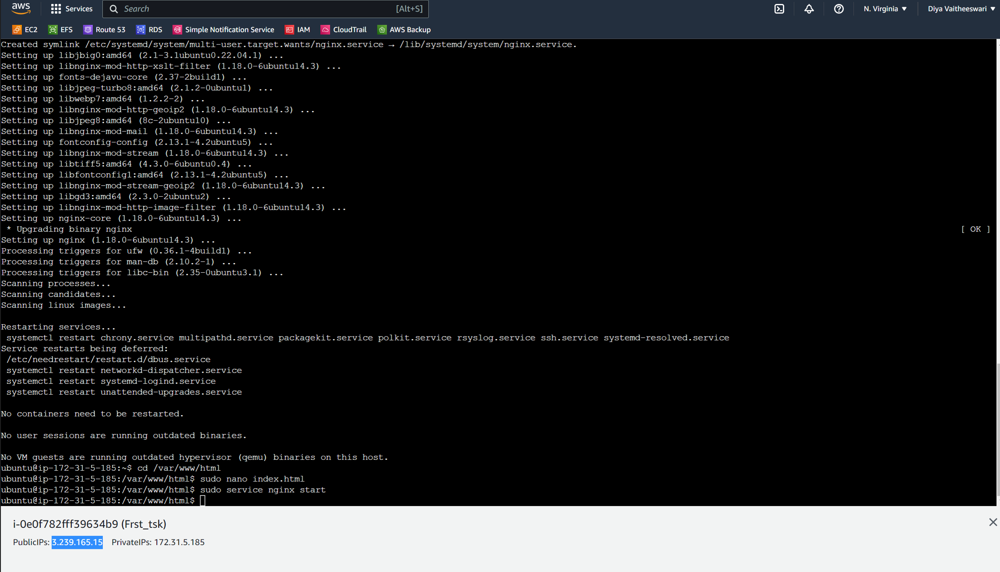 aws Services Search [Alt+S] N. Virginia ▼ Diya Vaitheeswari ▼
EC2 EFS Route 53 RDS Simple Notification Service IAM CloudTrail AWS Backup
Created symlink /etc/systemd/system/multi-user.target.wants/nginx.service → /lib/systemd/system/nginx.service.
Setting up libjbig0:amd64 (2.1-3.1ubuntu0.22.04.1) ...
Setting up libnginx-mod-http-xslt-filter (1.18.0-6ubuntu14.3) ...
Setting up fonts-dejavu-core (2.37-2build1) ...
Setting up libjpeg-turbo8:amd64 (2.1.2-0ubuntu1) ...
Setting up libwebp7:amd64 (1.2.2-2) ...
Setting up libnginx-mod-http-geoip2 (1.18.0-6ubuntu14.3) ...
Setting up libjpeg8:amd64 (8c-2ubuntu10) ...
Setting up libnginx-mod-mail (1.18.0-6ubuntu14.3) ...
Setting up fontconfig-config (2.13.1-4.2ubuntu5) ...
Setting up libnginx-mod-stream (1.18.0-6ubuntu14.3) ...
Setting up libtiff5:amd64 (4.3.0-6ubuntu0.4) ...
Setting up libfontconfig1:amd64 (2.13.1-4.2ubuntu5) ...
Setting up libnginx-mod-stream-geoip2 (1.18.0-6ubuntu14.3) ...
Setting up libgd3:amd64 (2.3.0-2ubuntu2) ...
Setting up libnginx-mod-http-image-filter (1.18.0-6ubuntu14.3) ...
Setting up nginx-core (1.18.0-6ubuntu14.3) ...
 * Upgrading binary nginx [ OK ]
Setting up nginx (1.18.0-6ubuntu14.3) ...
Processing triggers for ufw (0.36.1-4build1) ...
Processing triggers for man-db (2.10.2-1) ...
Processing triggers for libc-bin (2.35-0ubuntu3.1) ...
Scanning processes...
Scanning candidates...
Scanning linux images...
Restarting services...
 systemctl restart chrony.service multipathd.service packagekit.service polkit.service rsyslog.service ssh.service systemd-resolved.service
Service restarts being deferred:
 /etc/needrestart/restart.d/dbus.service
 systemctl restart networkd-dispatcher.service
 systemctl restart systemd-logind.service
 systemctl restart unattended-upgrades.service
No containers need to be restarted.
No user sessions are running outdated binaries.
No VM guests are running outdated hypervisor (qemu) binaries on this host.
ubuntu@ip-172-31-5-185:~$ cd /var/www/html
ubuntu@ip-172-31-5-185:/var/www/html$ sudo nano index.html
ubuntu@ip-172-31-5-185:/var/www/html$ sudo service nginx start
ubuntu@ip-172-31-5-185:/var/www/html$
i-0e0f782fff39634b9 (Frst_tsk)
PublicIPs: 3.239.165.15 PrivateIPs: 172.31.5.185